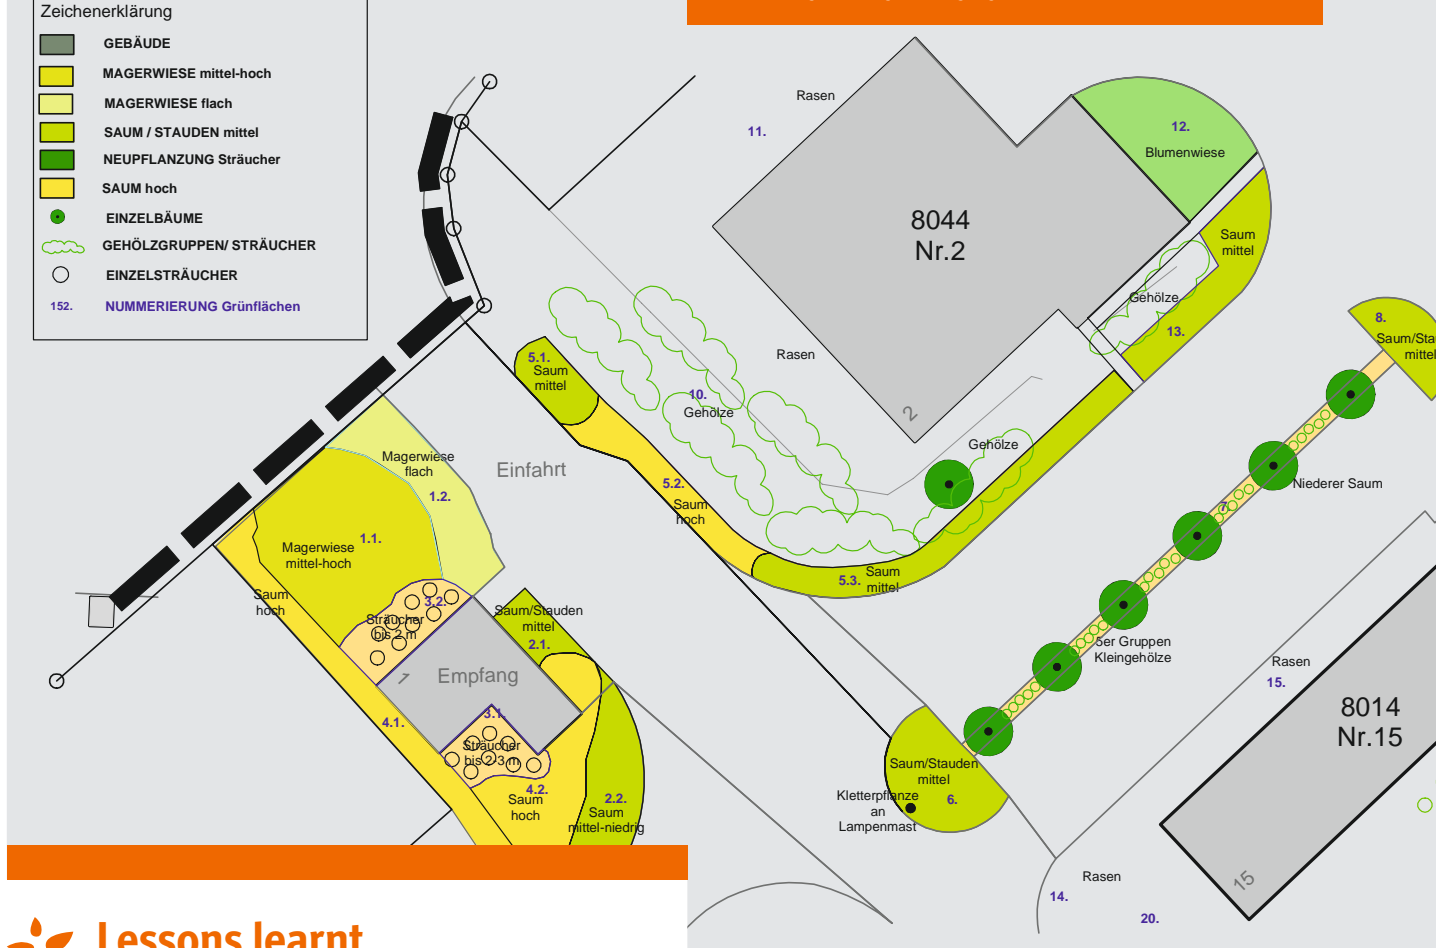 Zeichenerklärung
GEBÄUDE
MAGERWIESE mittel-hoch
MAGERWIESE flach
SAUM / STAUDEN mittel
NEUPFLANZUNG Sträucher
SAUM hoch
EINZELBÄUME
GEHÖLZGRUPPEN/ STRÄUCHER
EINZELSTRÄUCHER
152. NUMMERIERUNG Grünflächen
Rasen
11.
12.
Blumenwiese
8044
Nr.2
Saum
mittel
Gehölze
13.
8.
Saum/Sta
mittel
5.1.
Saum
mittel
Rasen
10.
Gehölze
2
Gehölze
Magerwiese
flach
1.2.
Einfahrt
5.2.
Saum
hoch
Niederer Saum
7.
1.1.
Magerwiese
mittel-hoch
5.3.
Saum
mittel
Saum
hoch
3.2.
Sträucher
bis 2 m
Saum/Stauden
mittel
2.1.
1
Empfang
5er Gruppen
Kleingehölze
Rasen
15.
8014
Nr.15
4.1.
3.1.
Sträucher
bis 2-3 m
4.2.
Saum
hoch
2.2.
Saum
mittel-niedrig
Saum/Stauden
mittel
6.
Kletterpflanze
an
Lampenmast
15
Rasen
14.
20.
Lessons learnt